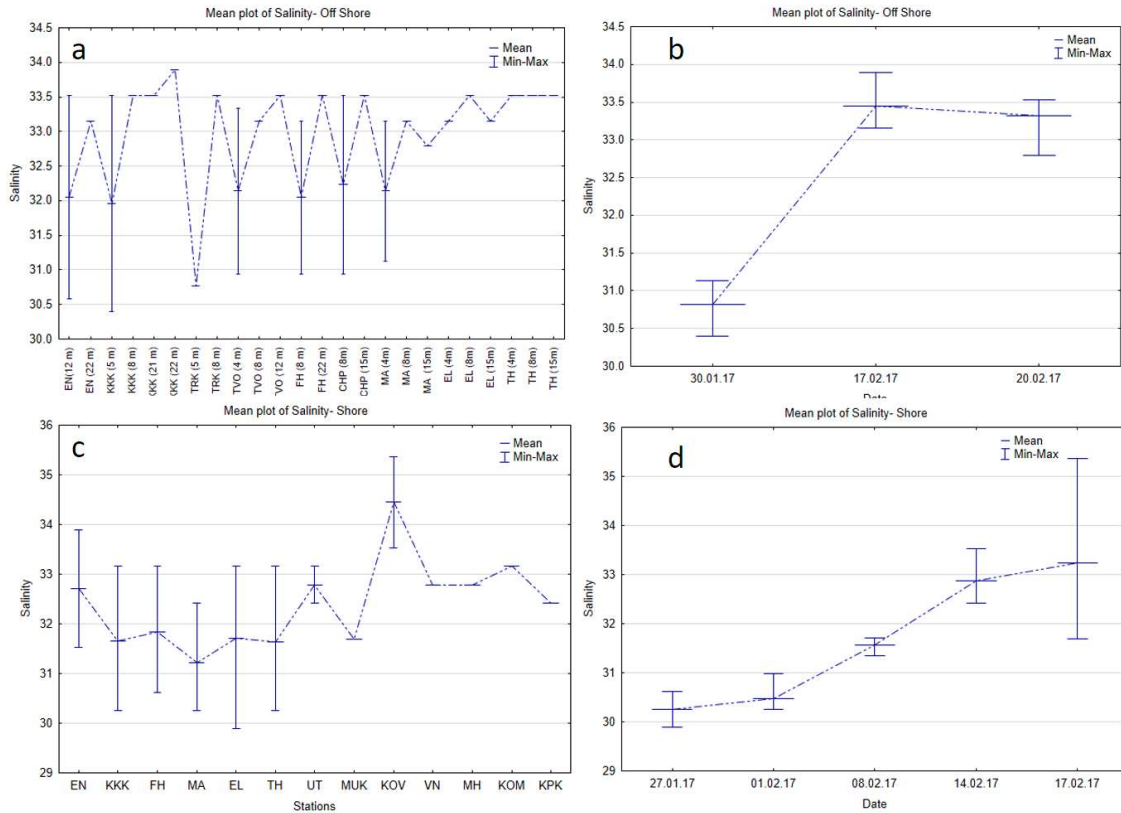 Mean plot of Salinity- Off Shore
a
Mean
Min-Max
34.5
34.0
33.5
33.0
32.5
32.0
31.5
31.0
30.5
30.0
Salinity
EN(12 m)
EN (22 m)
KKK (5 m)
KKK (8 m)
KKK (21 m)
KKK (22 m)
TRK (5 m)
TRK (8 m)
TVO (4 m)
TVO (8 m)
TVO (12 m)
FH (8 m)
FH (22 m)
CHP (8m)
CHP (15m)
MA (4m)
MA (8m)
MA (15m)
EL (4m)
EL (8m)
EL (15m)
TH (4m)
TH (8m)
TH (15m)
Mean plot of Salinity- Off Shore
b
Mean
Min-Max
34.5
34.0
33.5
33.0
32.5
32.0
31.5
31.0
30.5
30.0
Salinity
30.01.17 17.02.17 20.02.17
Date
Mean plot of Salinity- Shore
c
Mean
Min-Max
36
35
34
33
32
31
30
29
Salinity
EN KKK FH MA EL TH UT MUK KOV VN MH KOM KPK
Stations
Mean plot of Salinity- Shore
d
Mean
Min-Max
36
35
34
33
32
31
30
29
Salinity
27.01.17 01.02.17 08.02.17 14.02.17 17.02.17
Date